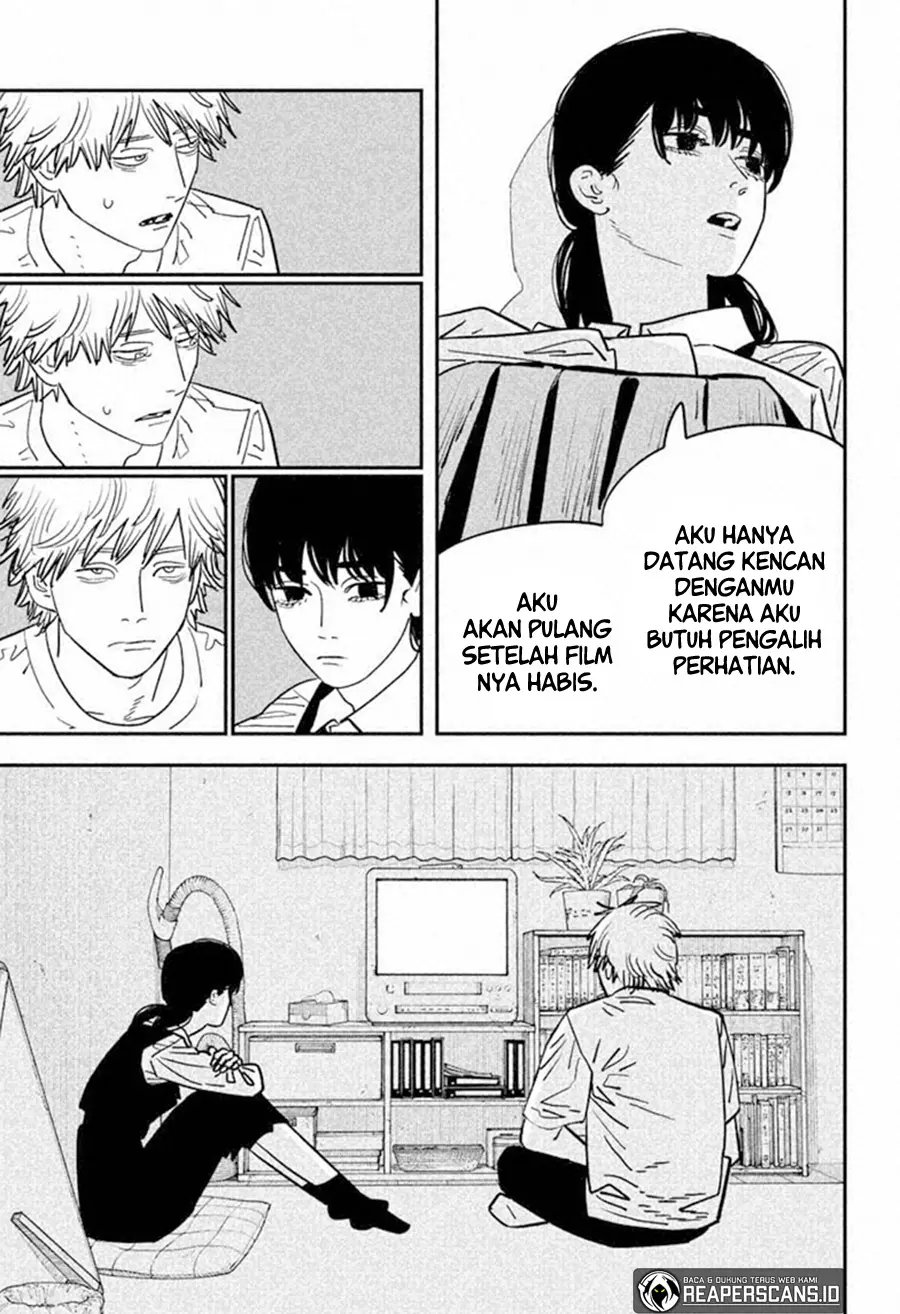 AKU HANYA
DATANG KENCAN
DENGANMU
KARENA AKU
BUTUH PENGALIH
PERHATIAN.
AKU
AKAN PULANG
SETELAH FILM
NYA HABIS.
BACA & DUKUNG TERUS WEB KAMI
REAPERSCANS.ID